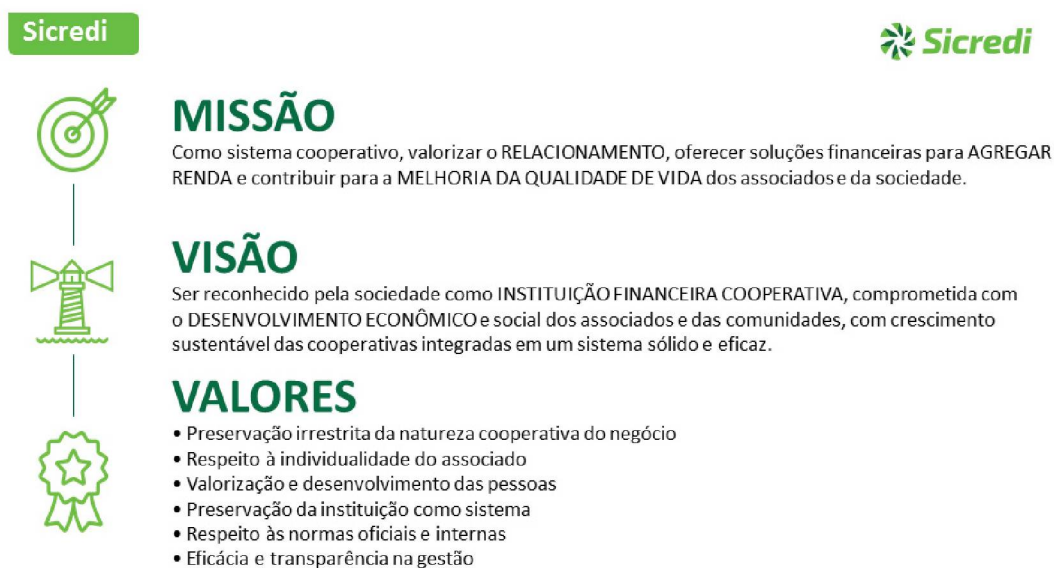 Sicredi
Sicredi
MISSÃO
Como sistema cooperativo, valorizar o RELACIONAMENTO, oferecer soluções financeiras para AGREGAR
RENDA e contribuir para a MELHORIA DA QUALIDADE DE VIDA dos associados e da sociedade.
VISÃO
Ser reconhecido pela sociedade como INSTITUIÇÃO FINANCEIRA COOPERATIVA, comprometida com
o DESENVOLVIMENTO ECONÔMICO e social dos associados e das comunidades, com crescimento
sustentável das cooperativas integradas em um sistema sólido e eficaz.
VALORES
• Preservação irrestrita da natureza cooperativa do negócio
• Respeito à individualidade do associado
• Valorização e desenvolvimento das pessoas
• Preservação da instituição como sistema
• Respeito às normas oficiais e internas
• Eficácia e transparência na gestão